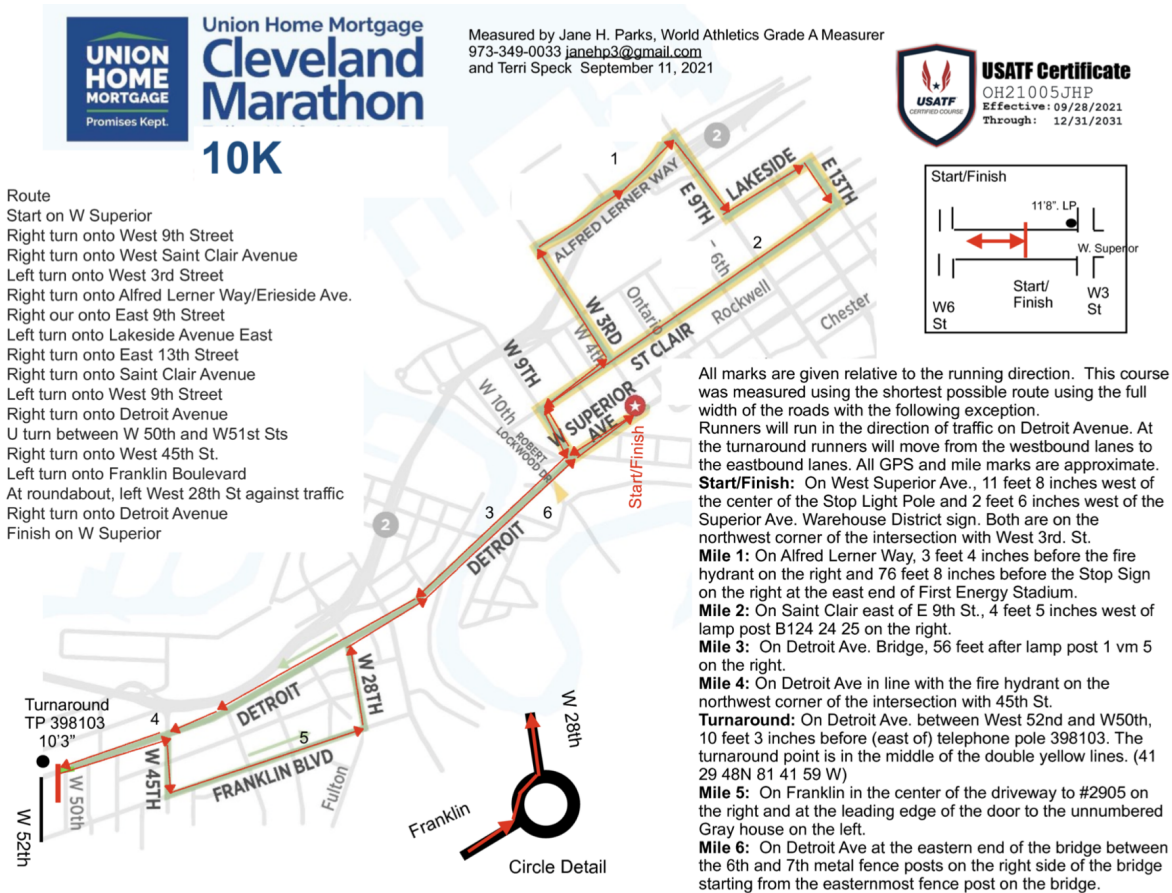 UNION
HOME
MORTGAGE
Promises Kept.
Union Home Mortgage
Cleveland
Marathon
10K
Measured by Jane H. Parks, World Athletics Grade A Measurer
973-349-0033 janehp3@gmail.com
and Terri Speck September 11, 2021
USATF
CERTIFIED COURSE
USATF Certificate
OH21005JHP
Effective: 09/28/2021
Through: 12/31/2031
Route
Start on W Superior
Right turn onto West 9th Street
Right turn onto West Saint Clair Avenue
Left turn onto West 3rd Street
Right turn onto Alfred Lerner Way/Erieside Ave.
Right our onto East 9th Street
Left turn onto Lakeside Avenue East
Right turn onto East 13th Street
Right turn onto Saint Clair Avenue
Left turn onto West 9th Street
Right turn onto Detroit Avenue
U turn between W 50th and W51st Sts
Right turn onto West 45th St.
Left turn onto Franklin Boulevard
At roundabout, left West 28th St against traffic
Right turn onto Detroit Avenue
Finish on W Superior
Start/Finish
11'8". LP
W. Superior
Start/
Finish
W6
St
W3
St
1
2
ALFRED LERNER WAY
E 9TH
LAKESIDE
E 13TH
2
6th
W 3RD
Ontario
Rockwell
Chester
W 4th
ST CLAIR
W 9TH
W 10th
W SUPERIOR
AVE
ROBERT
LOCKWOOD DR
Start/Finish
3
6
2
DETROIT
W 28TH
DETROIT
4
5
W 45TH
FRANKLIN BLVD
Fulton
Turnaround
TP 398103
10'3"
W 50th
W 52th
W 28th
Franklin
Circle Detail
All marks are given relative to the running direction. This course
was measured using the shortest possible route using the full
width of the roads with the following exception.
Runners will run in the direction of traffic on Detroit Avenue. At
the turnaround runners will move from the westbound lanes to
the eastbound lanes. All GPS and mile marks are approximate.
Start/Finish: On West Superior Ave., 11 feet 8 inches west of
the center of the Stop Light Pole and 2 feet 6 inches west of the
Superior Ave. Warehouse District sign. Both are on the
northwest corner of the intersection with West 3rd. St.
Mile 1: On Alfred Lerner Way, 3 feet 4 inches before the fire
hydrant on the right and 76 feet 8 inches before the Stop Sign
on the right at the east end of First Energy Stadium.
Mile 2: On Saint Clair east of E 9th St., 4 feet 5 inches west of
lamp post B124 24 25 on the right.
Mile 3: On Detroit Ave. Bridge, 56 feet after lamp post 1 vm 5
on the right.
Mile 4: On Detroit Ave in line with the fire hydrant on the
northwest corner of the intersection with 45th St.
Turnaround: On Detroit Ave. between West 52nd and W50th,
10 feet 3 inches before (east of) telephone pole 398103. The
turnaround point is in the middle of the double yellow lines. (41
29 48N 81 41 59 W)
Mile 5: On Franklin in the center of the driveway to #2905 on
the right and at the leading edge of the door to the unnumbered
Gray house on the left.
Mile 6: On Detroit Ave at the eastern end of the bridge between
the 6th and 7th metal fence posts on the right side of the bridge
starting from the easternmost fence post on the bridge.